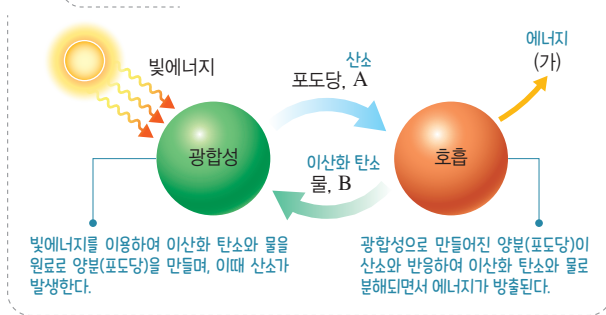 에너지
(가)
빛에너지
산소
포도당, A
광합성
호흡
이산화 탄소
물, B
빛에너지를 이용하여 이산화 탄소와 물을
원료로 양분(포도당)을 만들며, 이때 산소가
발생한다.
광합성으로 만들어진 양분(포도당)이
산소와 반응하여 이산화 탄소와 물로
분해되면서 에너지가 방출된다.